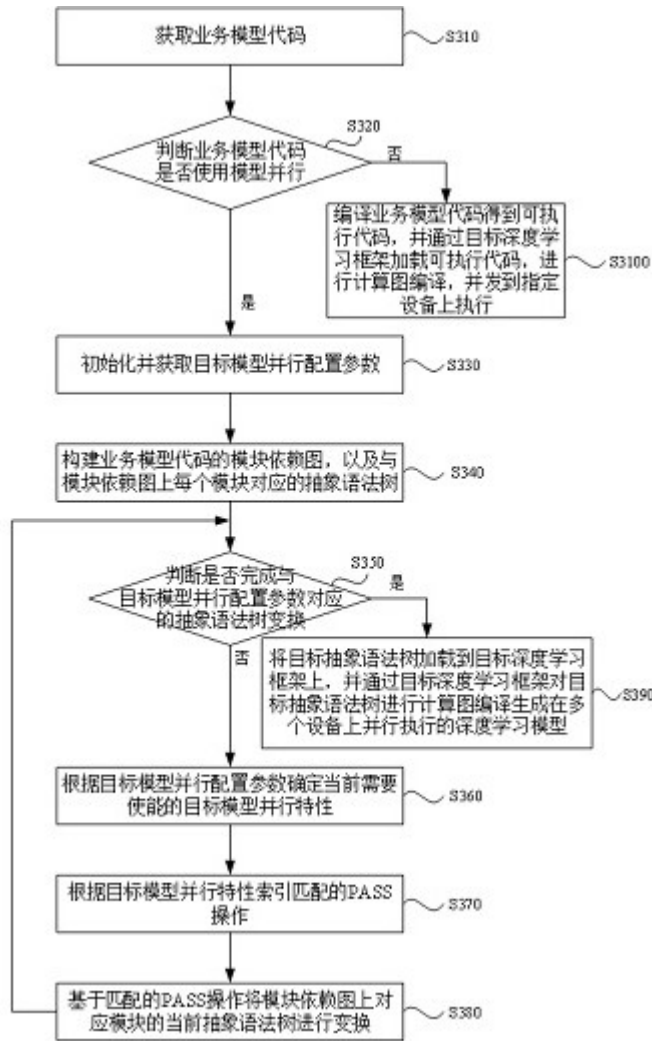 获取业务模型代码
S310
S320
判断业务模型代码
是否使用模型并行
否
编译业务模型代码得到可执
行代码，并通过目标深度学
习框架加载可执行代码，进
行计算图编译，并发到指定
设备上执行
S3100
是
初始化并获取目标模型并行配置参数
S330
构建业务模型代码的模块依赖图，以及与
模块依赖图上每个模块对应的抽象语法树
S340
S350
判断是否完成与
目标模型并行配置参数对应
的抽象语法树变换
是
否
将目标抽象语法树加载到目标深度学习
框架上，并通过目标深度学习框架对目
标抽象语法树进行计算图编译生成在多
个设备上并行执行的深度学习模型
S390
根据目标模型并行配置参数确定当前需要
使能的目标模型并行特性
S360
根据目标模型并行特性索引匹配的PASS
操作
S370
基于匹配的PASS操作将模块依赖图上对
应模块的当前抽象语法树进行变换
S380